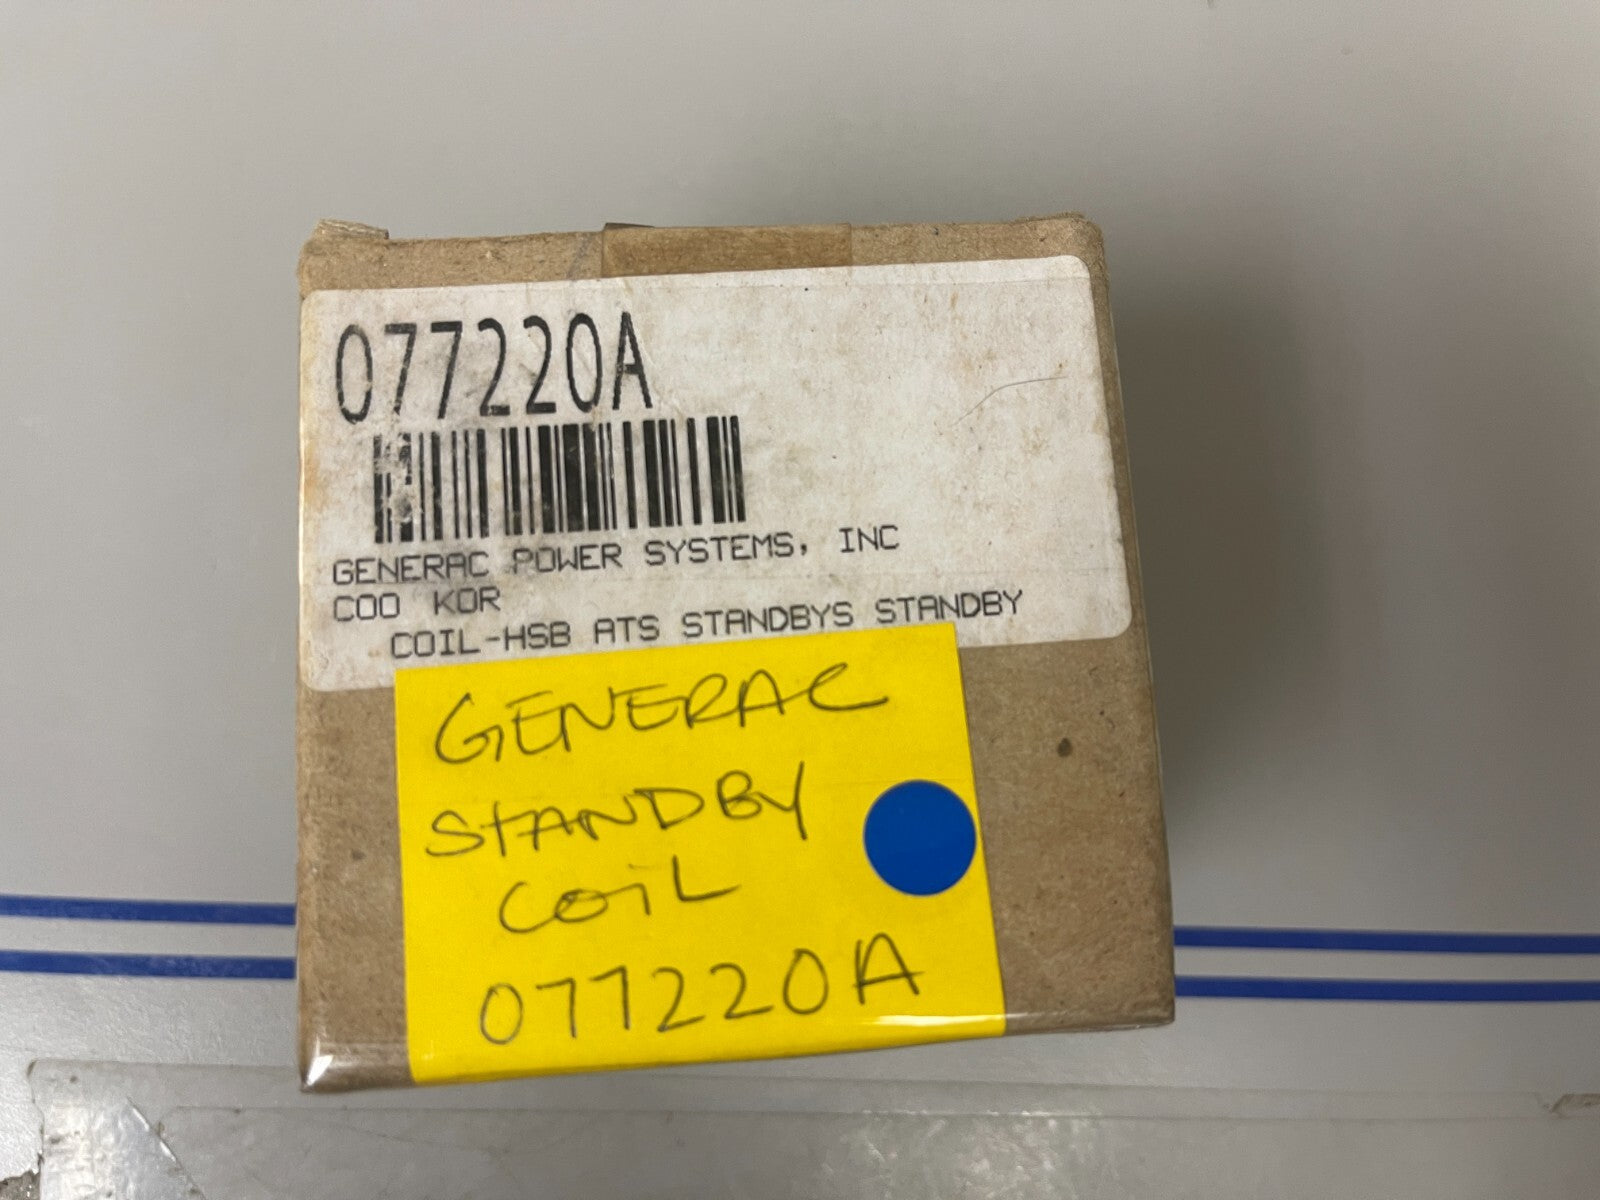 077220A
GENERAC POWER SYSTEMS, INC
COO KOR
COIL-HSB ATS STANDBYS STANDBY
GENERAC
STANDBY
COIL
077220A